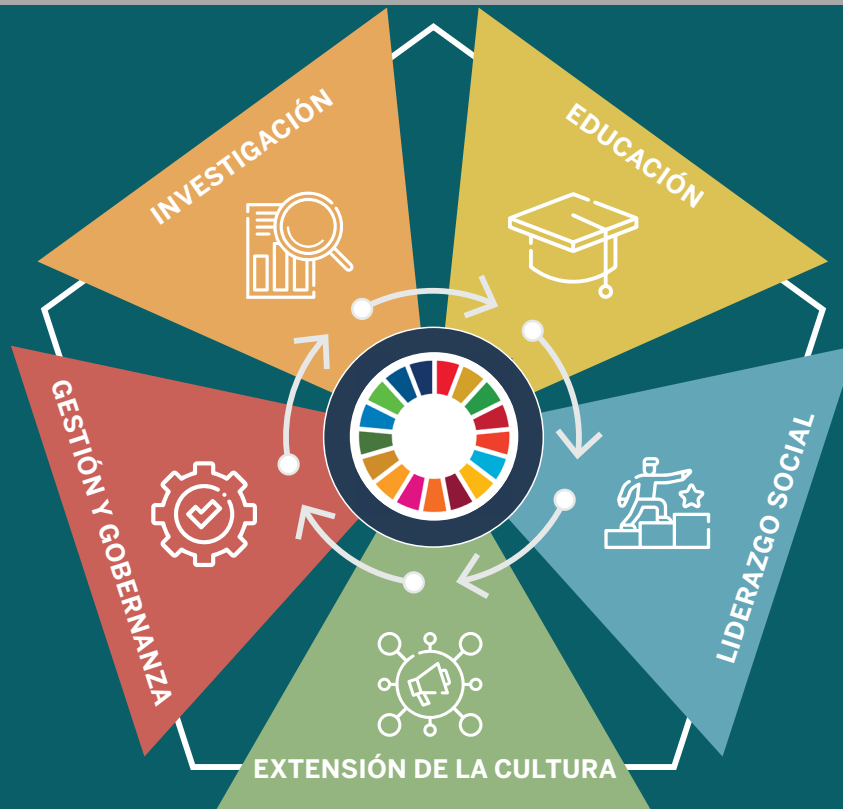 INVESTIGACIÓN
EDUCACIÓN
GESTIÓN Y GOBERNANZA
LIDERAZGO SOCIAL
EXTENSIÓN DE LA CULTURA